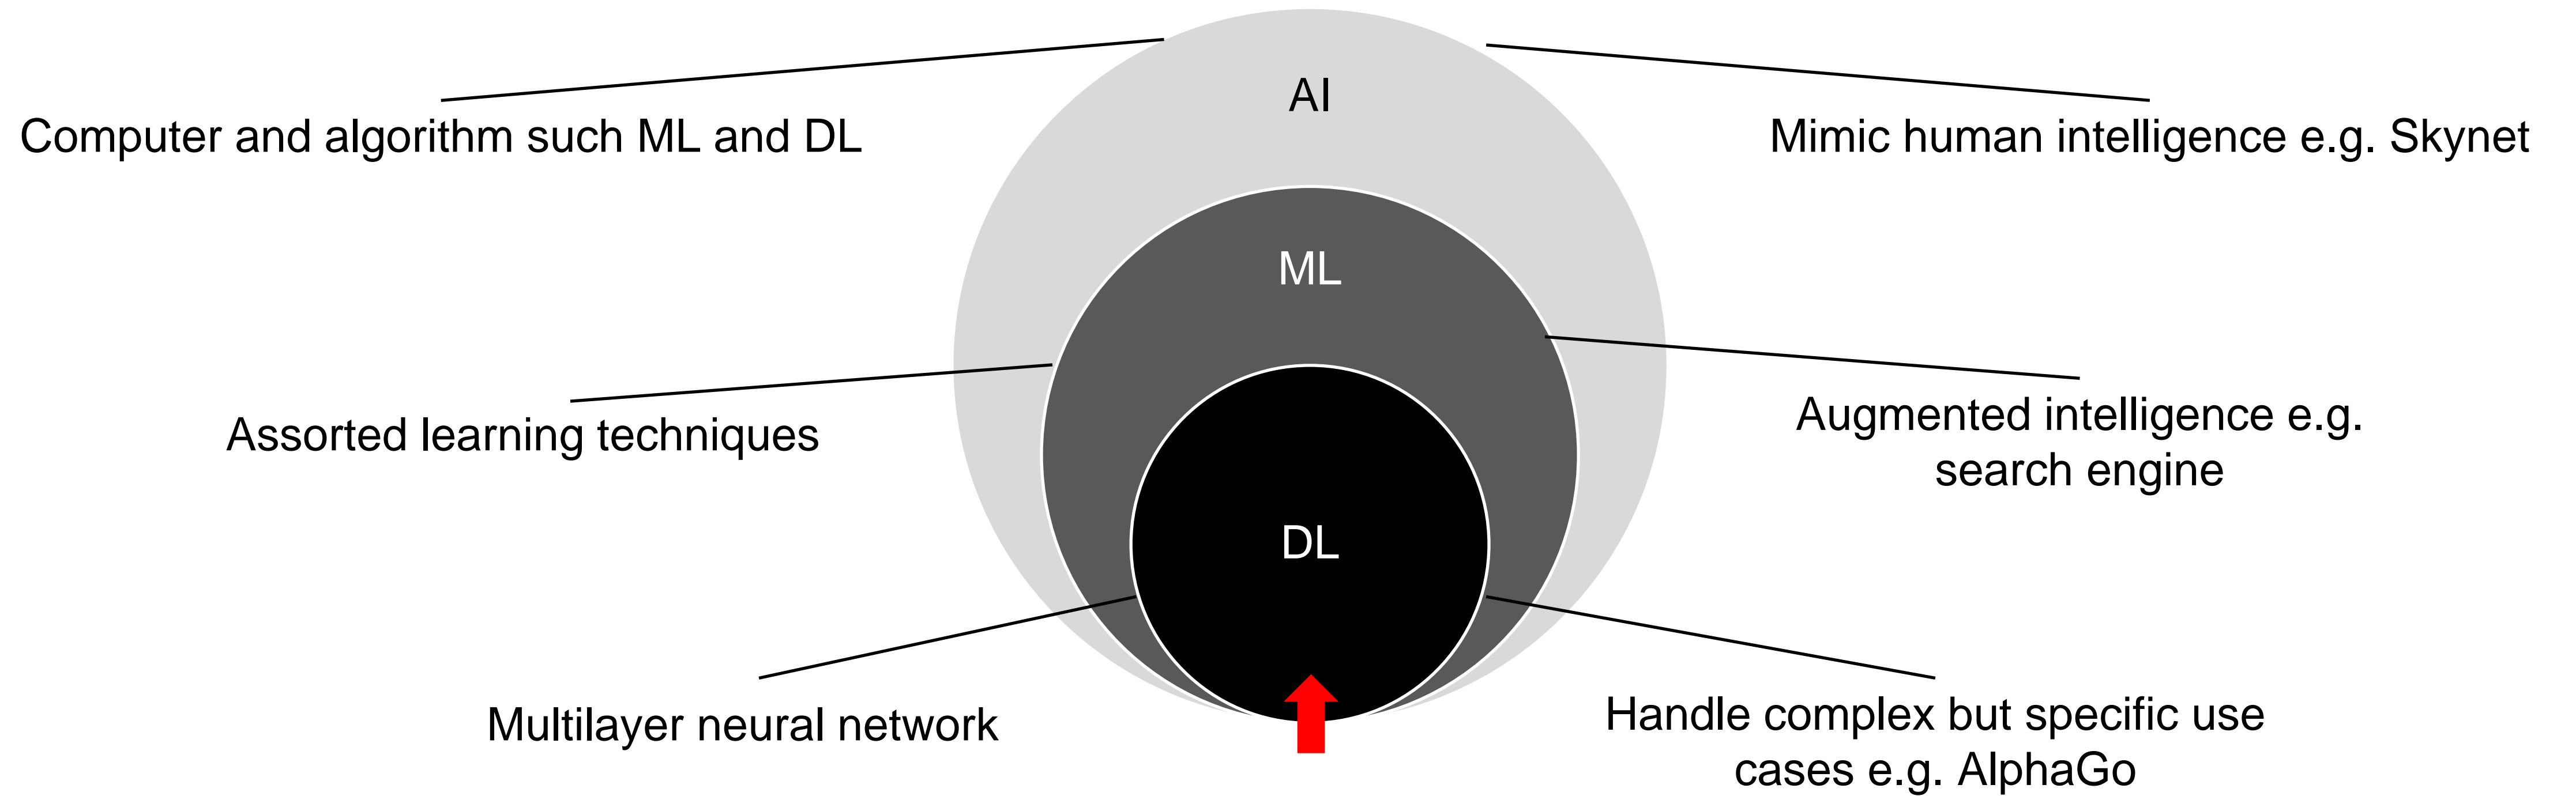 AI
Computer and algorithm such ML and DL
Mimic human intelligence e.g. Skynet
ML
Assorted learning techniques
Augmented intelligence e.g.
search engine
DL
Multilayer neural network
Handle complex but specific use
cases e.g. AlphaGo